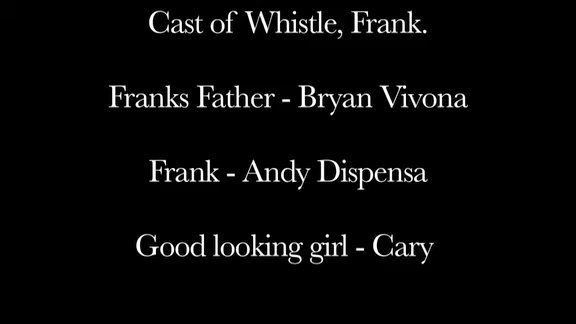 Cast of Whistle, Frank.
Franks Father - Bryan Vivona
Frank - Andy Dispensa
Good looking girl - Cary